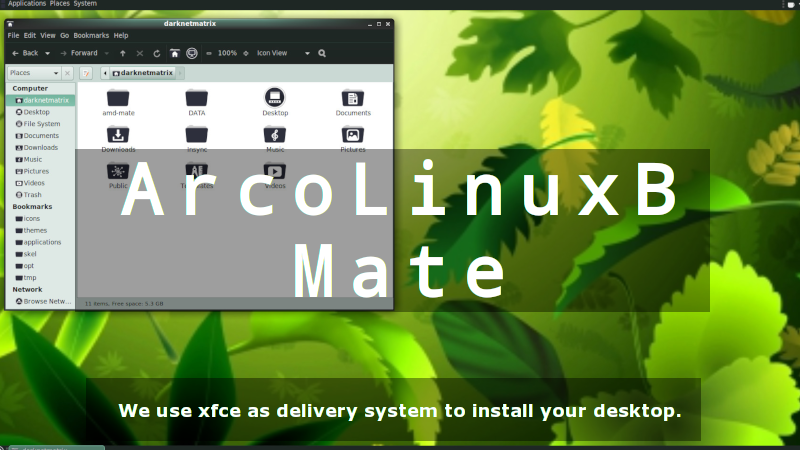 Applications Places System
darknetmatrix
File Edit View Go Bookmarks Help
Back Forward 100% Icon View
Places darknetmatrix
Computer
darknetmatrix
Desktop
File System
Documents
Downloads
Music
Pictures
Videos
Trash
Bookmarks
icons
themes
applications
skel
opt
tmp
Network
Browse Netw...
amd-mate DATA Desktop Documents
Downloads insync Music Pictures
Public Templates Videos
11 items, Free space: 5.3 GB
ArcoLinuxB
Mate
We use xfce as delivery system to install your desktop.